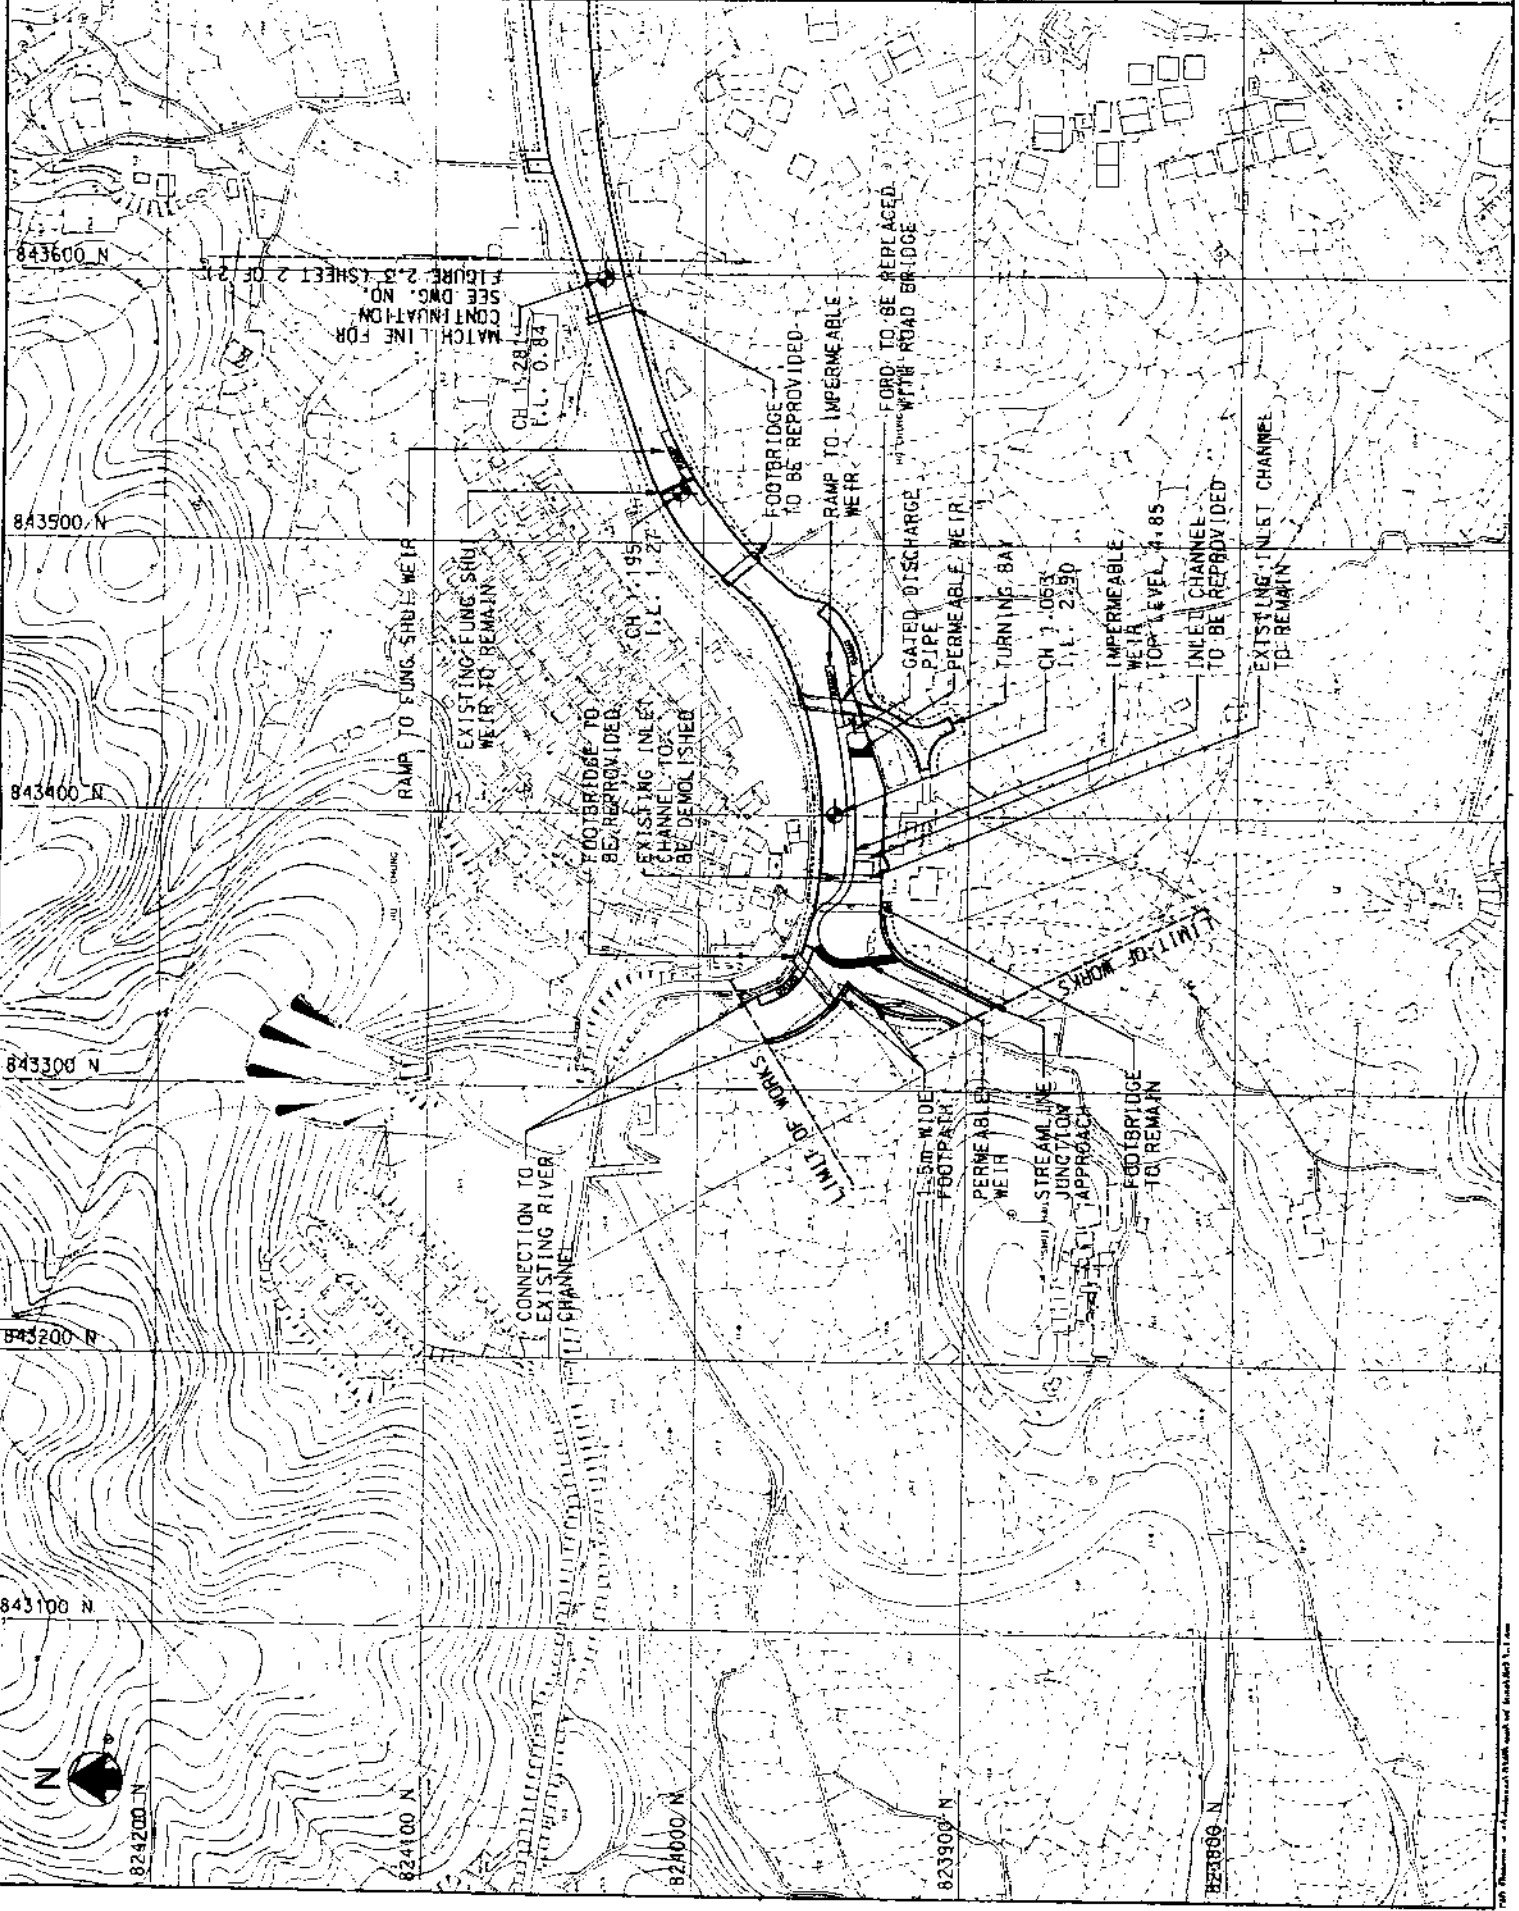 843600 N
MATCH LINE FOR
CONTINUATION
SEE DWG. NO.
FIGURE 2.3 (SHEET 2 OF 2)
I.L. 0.84
843500 N
RAMP TO FUNG SHUI WEIR
EXISTING FUNG SHUI
WEIR TO REMAIN
CH 1+195
I.L. 1.27
FOOTBRIDGE
TO BE REPROVIDED
RAMP TO IMPERMEABLE
WEIR
FORD TO BE REPLACED
WITH ROAD BRIDGE
GATED DISCHARGE
PIPE
PERMEABLE WEIR
TURNING BAY
CH 1+063
I.L. 2.90
IMPERMEABLE
WEIR
TOP LEVEL 4.85
INLET CHANNEL
TO BE REPROVIDED
EXISTING INLET CHANNEL
TO REMAIN
843400 N
FOOTBRIDGE TO
BE REPROVIDED
EXISTING INLET
CHANNEL TO
BE DEMOLISHED
LIMIT OF WORKS
843300 N
LIMIT OF WORKS
1.5m WIDE
FOOTPATH
PERMEABLE
WEIR
STREAMLINE
JUNCTION
APPROACH
FOOTBRIDGE
TO REMAIN
CONNECTION TO
EXISTING RIVER
CHANNEL
843200 N
843100 N
N
824200 N
824100 N
824000 N
823900 N
823800 N